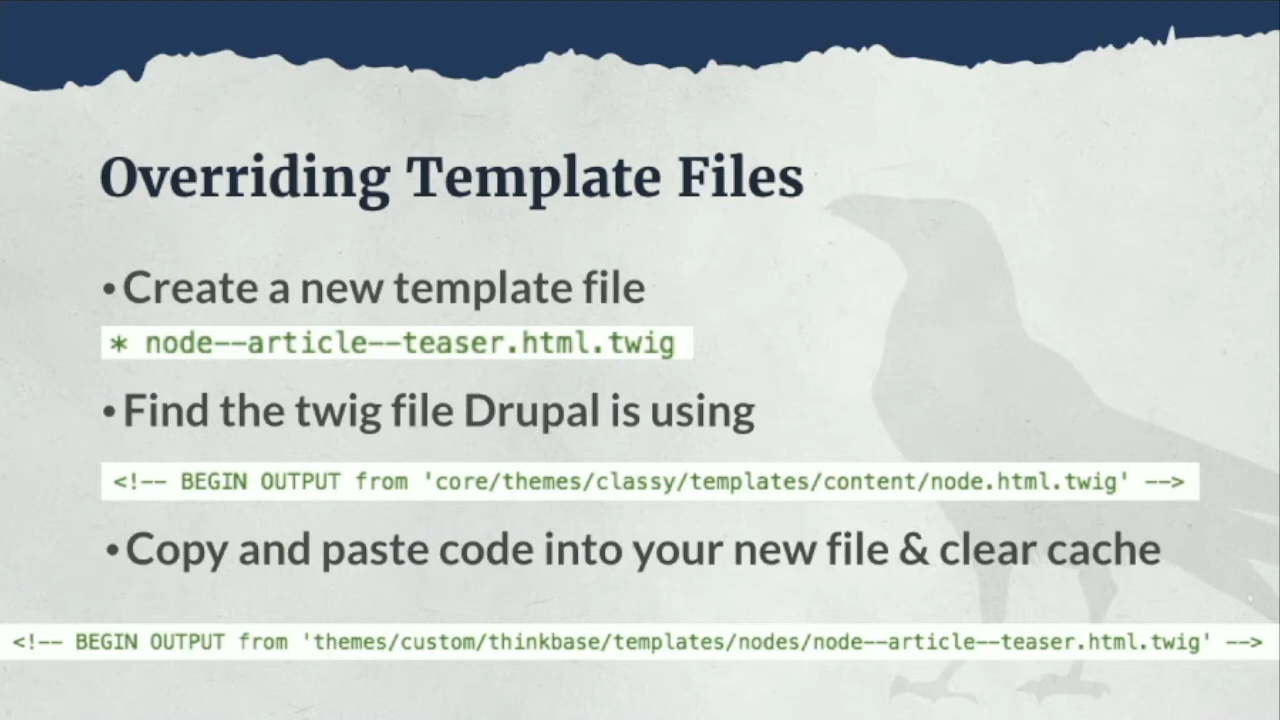 Overriding Template Files
• Create a new template file
* node--article--teaser.html.twig
• Find the twig file Drupal is using
<!-- BEGIN OUTPUT from 'core/themes/classy/templates/content/node.html.twig' -->
• Copy and paste code into your new file & clear cache
<!-- BEGIN OUTPUT from 'themes/custom/thinkbase/templates/nodes/node--article--teaser.html.twig' -->